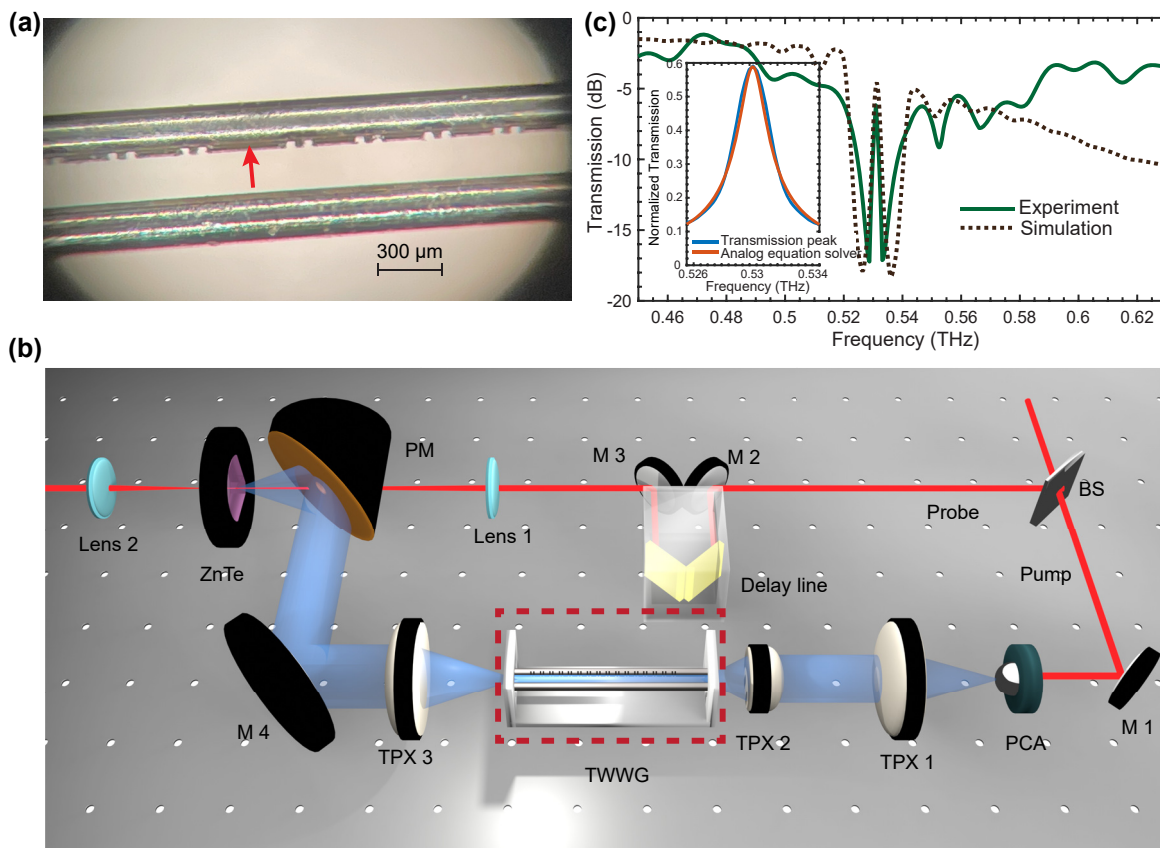 (a)
300 μm
(c)
0
-5
-10
-15
-20
Transmission (dB)
0.46
0.48
0.5
0.52
0.54
0.56
0.58
0.6
0.62
Frequency (THz)
Experiment
Simulation
0.6
0.5
0.4
0.3
0.2
0.1
0
Normalized Transmission
Transmission peak
Analog equation solver
0.526
0.53
0.534
Frequency (THz)
(b)
PM
M 3
M 2
BS
Probe
Lens 2
ZnTe
Lens 1
Delay line
Pump
M 4
TPX 3
TWWG
TPX 2
TPX 1
PCA
M 1